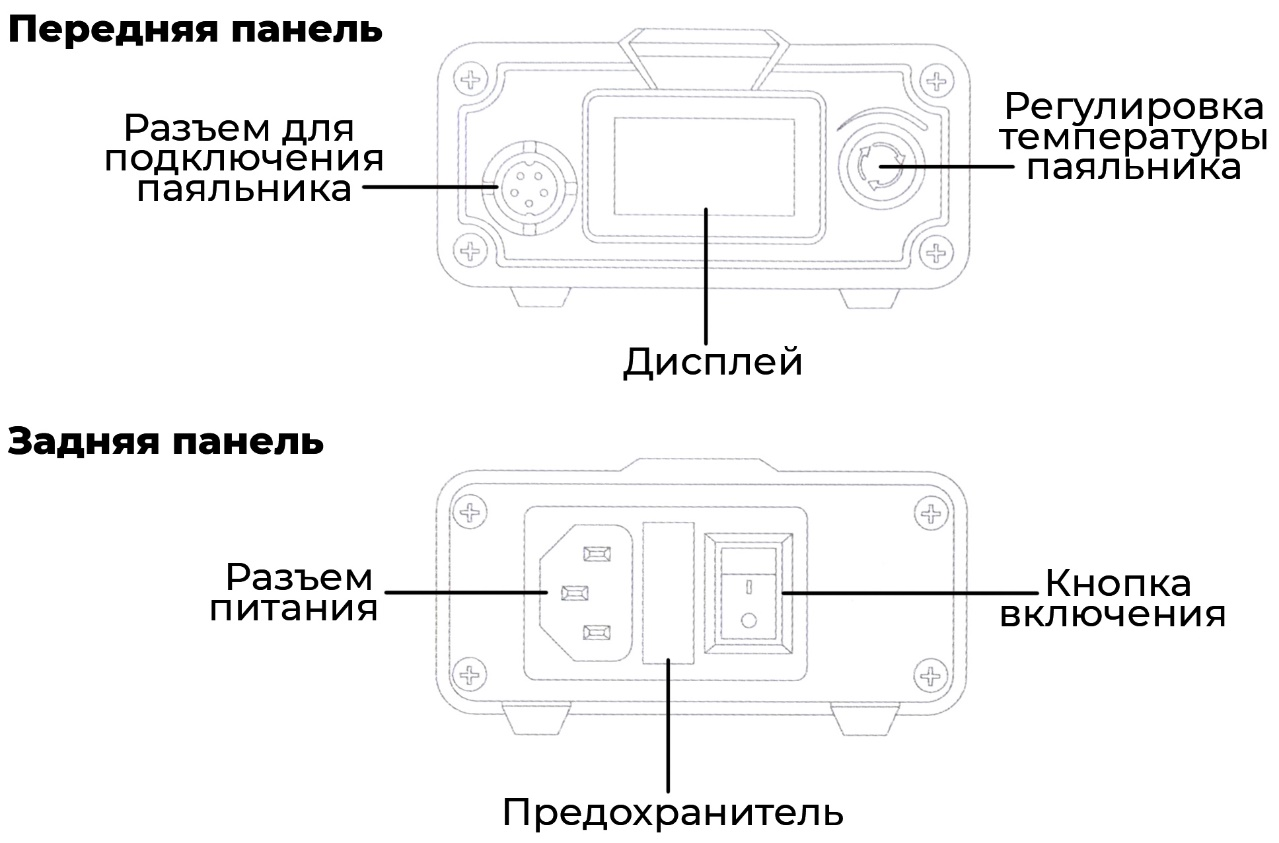 Передняя панель
Разъем для
подключения
паяльника
Регулировка
температуры
паяльника
Дисплей
Задняя панель
Разъем
питания
Кнопка
включения
Предохранитель